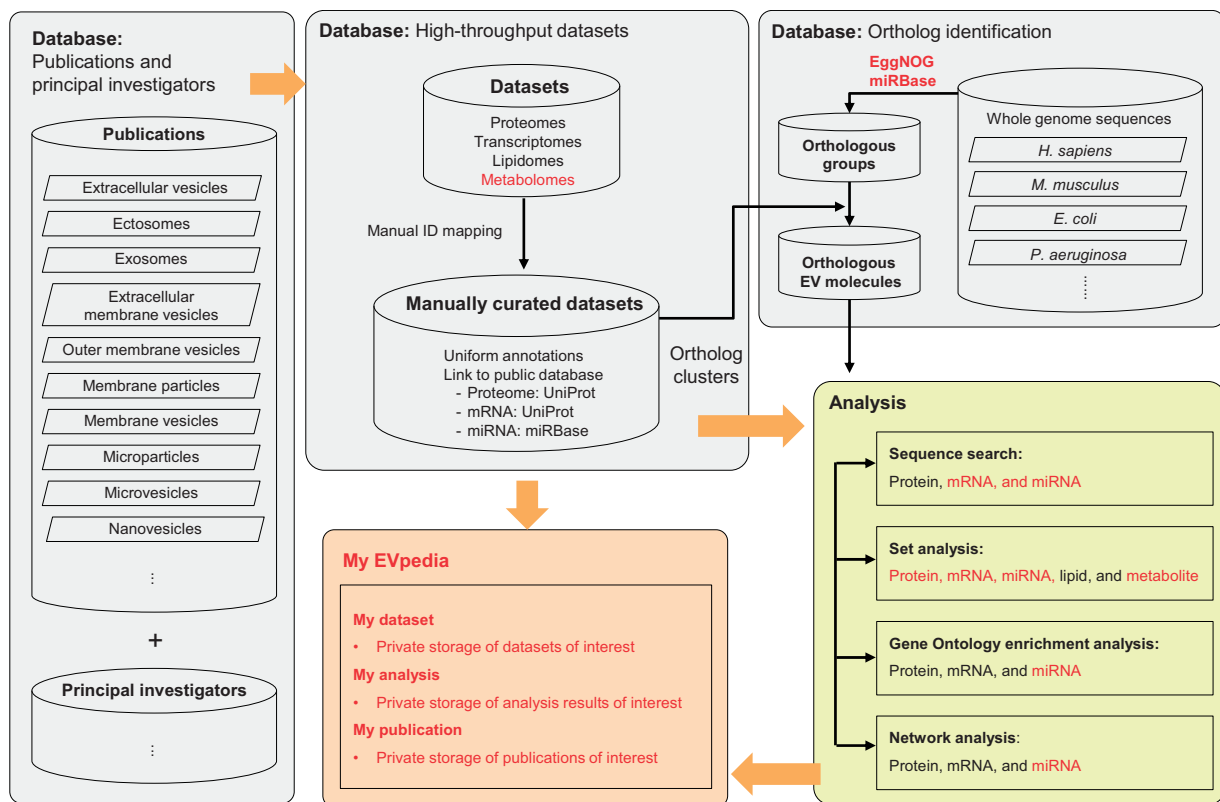 Database:
Publications and
principal investigators
Publications
Extracellular vesicles
Ectosomes
Exosomes
Extracellular
membrane vesicles
Outer membrane vesicles
Membrane particles
Membrane vesicles
Microparticles
Microvesicles
Nanovesicles
...
+
Principal investigators
...
Database: High-throughput datasets
Datasets
Proteomes
Transcriptomes
Lipidomes
Metabolomes
Manual ID mapping
Manually curated datasets
Uniform annotations
Link to public database
- Proteome: UniProt
- mRNA: UniProt
- miRNA: miRBase
Ortholog
clusters
Database: Ortholog identification
EggNOG
miRBase
Orthologous
groups
Orthologous
EV molecules
Whole genome sequences
H. sapiens
M. musculus
E. coli
P. aeruginosa
.....
My EVpedia
My dataset
• Private storage of datasets of interest
My analysis
• Private storage of analysis results of interest
My publication
• Private storage of publications of interest
Analysis
Sequence search:
Protein, mRNA, and miRNA
Set analysis:
Protein, mRNA, miRNA, lipid, and metabolite
Gene Ontology enrichment analysis:
Protein, mRNA, and miRNA
Network analysis:
Protein, mRNA, and miRNA